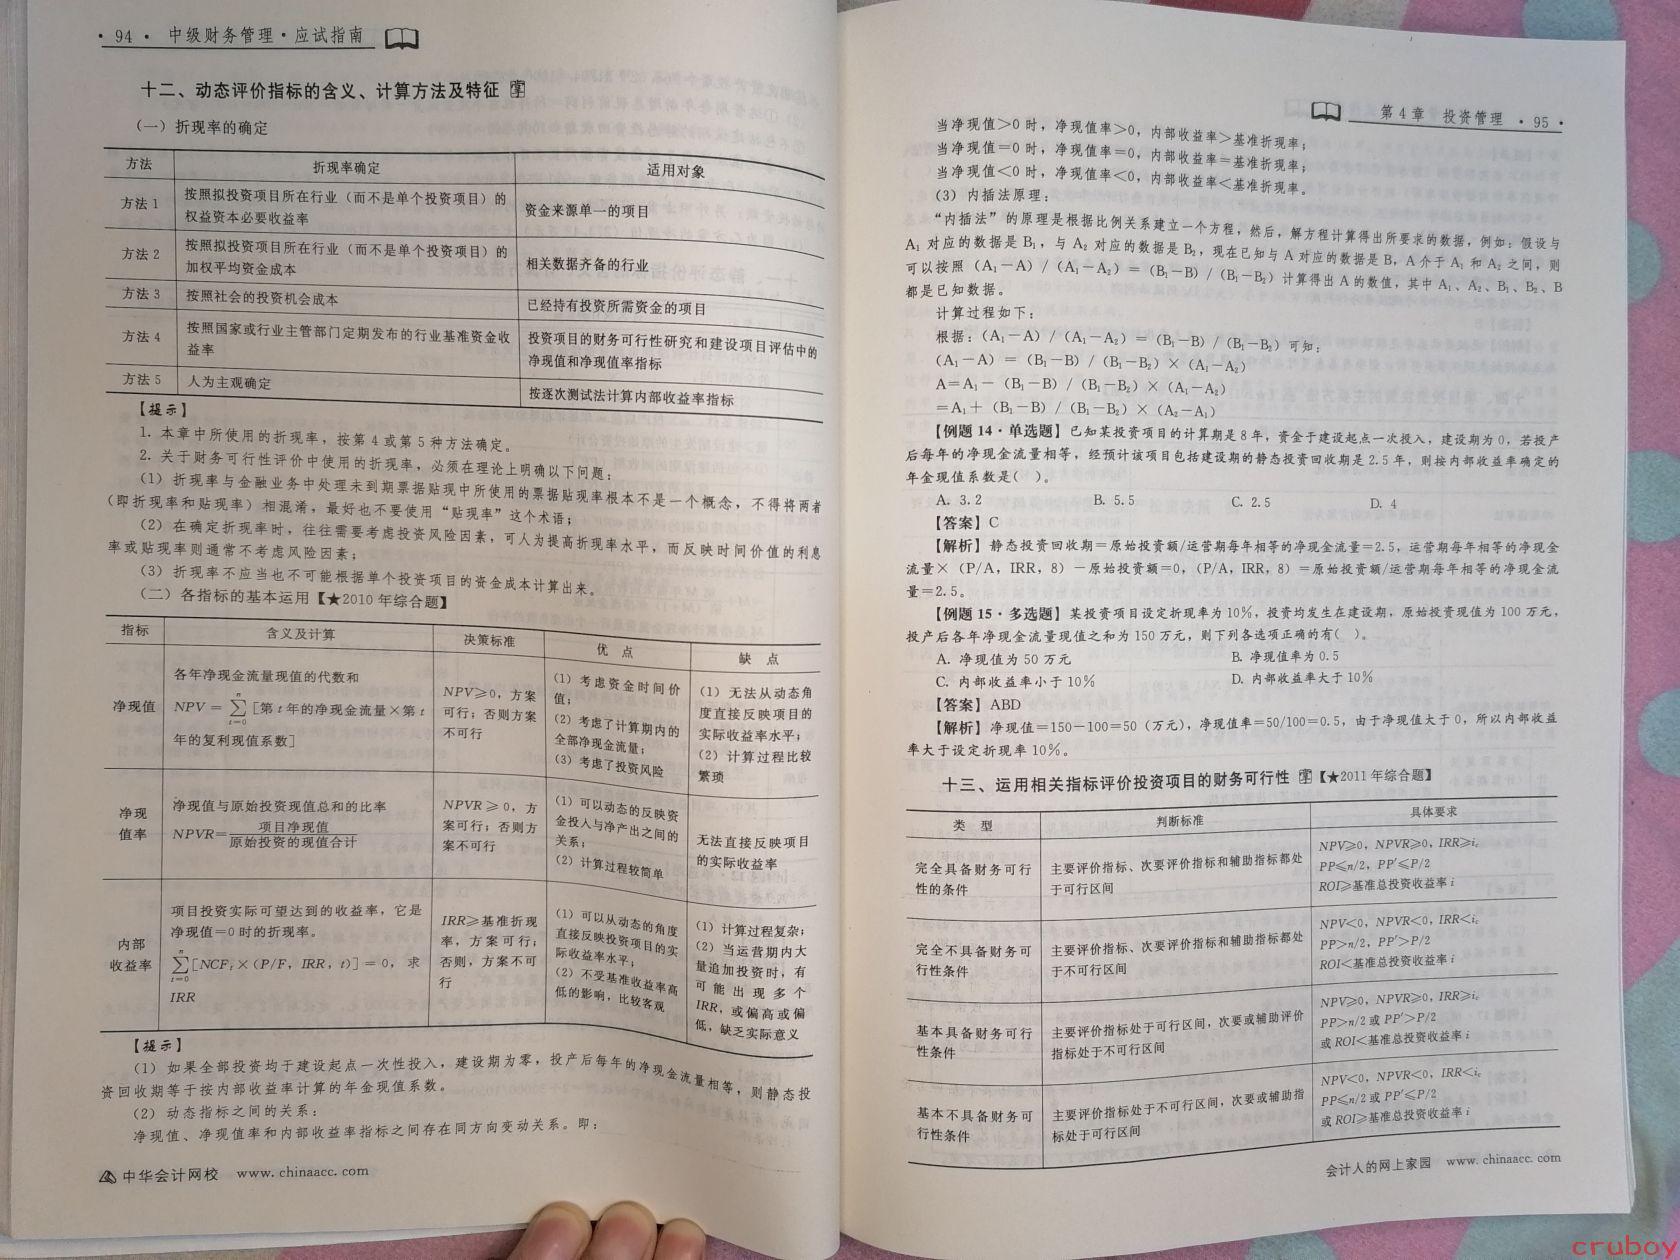 • 94 • 中级财务管理·应试指南
十二、动态评价指标的含义、计算方法及特征 掌
（一）折现率的确定
方法 折现率确定 适用对象
方法 1 按照拟投资项目所在行业（而不是单个投资项目）的
权益资本必要收益率 资金来源单一的项目
方法 2 按照拟投资项目所在行业（而不是单个投资项目）的
加权平均资金成本 相关数据齐备的行业
方法 3 按照社会的投资机会成本 已经持有投资所需资金的项目
方法 4 按照国家或行业主管部门定期发布的行业基准资金收
益率 投资项目的财务可行性研究和建设项目评估中的
净现值和净现值率指标
方法 5 人为主观确定 按逐次测试法计算内部收益率指标
【提示】
1. 本章中所使用的折现率，按第 4 或第 5 种方法确定。
2. 关于财务可行性评价中使用的折现率，必须在理论上明确以下问题：
（1）折现率与金融业务中处理未到期票据贴现中所使用的票据贴现率根本不是一个概念，不得将两者
（即折现率和贴现率）相混淆，最好也不要使用“贴现率”这个术语；
（2）在确定折现率时，往往需要考虑投资风险因素，可人为提高折现率水平，而反映时间价值的利息
率或贴现率则通常不考虑风险因素；
（3）折现率不应当也不可能根据单个投资项目的资金成本计算出来。
（二）各指标的基本运用【★2010 年综合题】
指标 含义及计算 决策标准 优 点 缺 点
净现值
各年净现金流量现值的代数和
NPV = ∑ [第 t 年的净现金流量×第 t
n
t=0
年的复利现值系数]
NPV≥0，方案
可行；否则方案
不可行
（1）考虑资金时间价
值；
（2）考虑了计算期内的
全部净现金流量；
（3）考虑了投资风险
（1）无法从动态角
度直接反映项目的
实际收益率水平；
（2）计算过程比较
繁琐
净现
值率
净现值与原始投资现值总和的比率
NPVR=项目净现值
原始投资的现值合计
NPVR≥0，方
案可行；否则方
案不可行
（1）可以动态的反映资
金投入与净产出之间的
关系；
（2）计算过程较简单
无法直接反映项目
的实际收益率
内部
收益率
项目投资实际可望达到的收益率，它是
净现值=0 时的折现率。
n
∑[NCFt×(P/F，IRR，t)]=0，求
t=0
IRR
IRR≥基准折现
率，方案可行；
否则，方案不可
行
（1）可以从动态的角度
直接反映投资项目的实
际收益率水平；
（2）不受基准收益率高
低的影响，比较客观
（1）计算过程复杂；
（2）当运营期内大
量追加投资时，有
可能出现多个
IRR，或偏高或偏
低，缺乏实际意义
【提示】
（1）如果全部投资均于建设起点一次性投入，建设期为零，投产后每年的净现金流量相等，则静态投
资回收期等于按内部收益率计算的年金现值系数。
（2）动态指标之间的关系：
净现值、净现值率和内部收益率指标之间存在同方向变动关系。即：
中华会计网校 www.chinaacc.com
第 4 章 投资管理 • 95 •
当净现值＞0 时，净现值率＞0，内部收益率＞基准折现率；
当净现值＝0 时，净现值率＝0，内部收益率＝基准折现率；
当净现值＜0 时，净现值率＜0，内部收益率＜基准折现率。
（3）内插法原理：
“内插法”的原理是根据比例关系建立一个方程，然后，解方程计算得出所要求的数据，例如：假设与
A₁ 对应的数据是 B₁，与 A₂ 对应的数据是 B₂，现在已知与 A 对应的数据是 B，A 介于 A₁ 和 A₂ 之间，则
可以按照（A₁－A）/（A₁－A₂）＝（B₁－B）/（B₁－B₂）计算得出 A 的数值，其中 A₁、A₂、B₁、B₂、B
都是已知数据。
计算过程如下：
根据：（A₁－A）/（A₁－A₂）＝（B₁－B）/（B₁－B₂）可知：
（A₁－A）＝（B₁－B）/（B₁－B₂）×（A₁－A₂）
A＝A₁－（B₁－B）/（B₁－B₂）×（A₁－A₂）
＝A₁＋（B₁－B）/（B₁－B₂）×（A₂－A₁）
【例题 14·单选题】已知某投资项目的计算期是 8 年，资金于建设起点一次投入，建设期为 0，若投产
后每年的净现金流量相等，经预计该项目包括建设期的静态投资回收期是 2.5 年，则按内部收益率确定的
年金现值系数是（ ）。
A. 3.2 B. 5.5 C. 2.5 D. 4
【答案】C
【解析】静态投资回收期＝原始投资额/运营期每年相等的净现金流量＝2.5，运营期每年相等的净现金
流量×（P/A，IRR，8）－原始投资额＝0，（P/A，IRR，8）＝原始投资额/运营期每年相等的净现金流
量＝2.5。
【例题 15·多选题】某投资项目设定折现率为 10%，投资均发生在建设期，原始投资现值为 100 万元，
投产后各年净现金流量现值之和为 150 万元，则下列各选项正确的有（ ）。
A. 净现值为 50 万元 B. 净现值率为 0.5
C. 内部收益率小于 10% D. 内部收益率大于 10%
【答案】ABD
【解析】净现值＝150－100＝50（万元），净现值率＝50/100＝0.5，由于净现值大于 0，所以内部收益
率大于设定折现率 10%。
十三、运用相关指标评价投资项目的财务可行性 掌【★2011 年综合题】
类 型 判断标准 具体要求
完全具备财务可行
性的条件
主要评价指标、次要评价指标和辅助指标都处
于可行区间
NPV≥0，NPVR≥0，IRR≥ic
PP≤n/2，PP′≤P/2
ROI≥基准总投资收益率 i
完全不具备财务可
行性条件
主要评价指标、次要评价指标和辅助指标都处
于不可行区间
NPV<0，NPVR<0，IRR<ic
PP>n/2，PP′>P/2
ROI<基准总投资收益率 i
基本具备财务可行
性条件
主要评价指标处于可行区间，次要或辅助评价
指标处于不可行区间
NPV≥0，NPVR≥0，IRR≥ic
PP>n/2 或 PP′>P/2
或 ROI<基准总投资收益率 i
基本不具备财务可
行性条件
主要评价指标处于不可行区间，次要或辅助指
标处于可行区间
NPV<0，NPVR<0，IRR<ic
PP≤n/2 或 PP′≤P/2
或 ROI≥基准总投资收益率 i
会计人的网上家园 www.chinaacc.com
cruboy